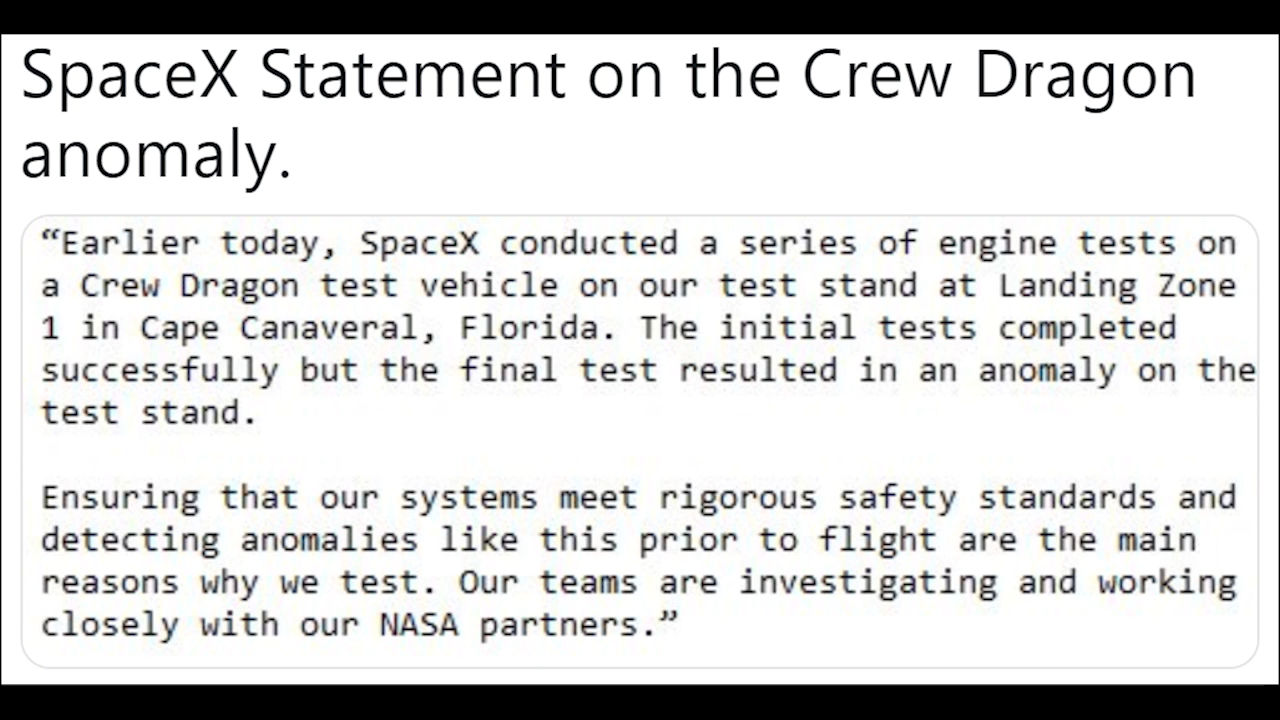 SpaceX Statement on the Crew Dragon
anomaly.
“Earlier today, SpaceX conducted a series of engine tests on
a Crew Dragon test vehicle on our test stand at Landing Zone
1 in Cape Canaveral, Florida. The initial tests completed
successfully but the final test resulted in an anomaly on the
test stand.
Ensuring that our systems meet rigorous safety standards and
detecting anomalies like this prior to flight are the main
reasons why we test. Our teams are investigating and working
closely with our NASA partners.”